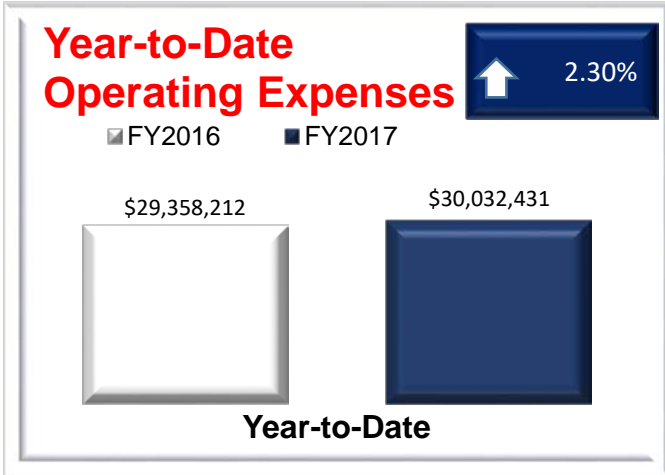 Year-to-Date
Operating Expenses
2.30%
FY2016 FY2017
$29,358,212
$30,032,431
Year-to-Date